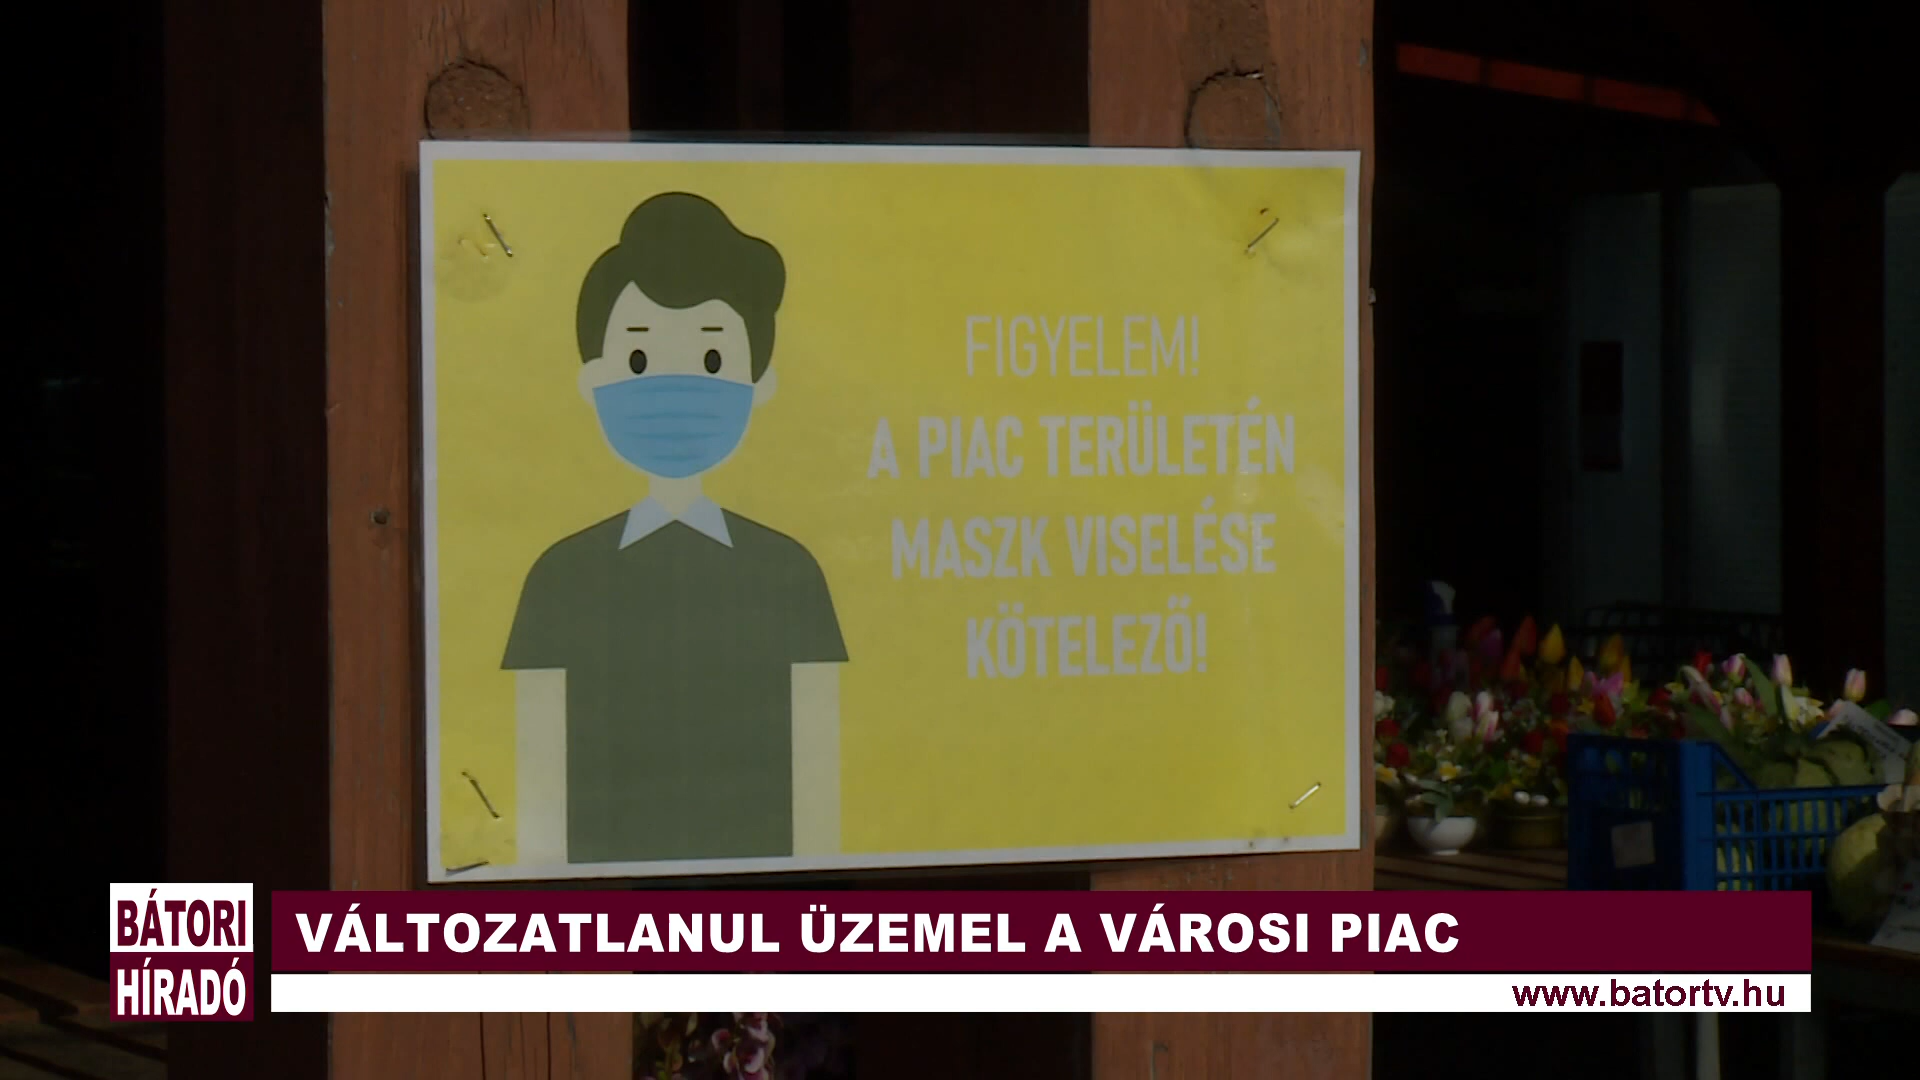 FIGYELEM!
A PIAC TERÜLETÉN
MASZK VISELÉSE
KÖTELEZŐ!
BÁTORI
HÍRADÓ
VÁLTOZATLANUL ÜZEMEL A VÁROSI PIAC
www.batortv.hu